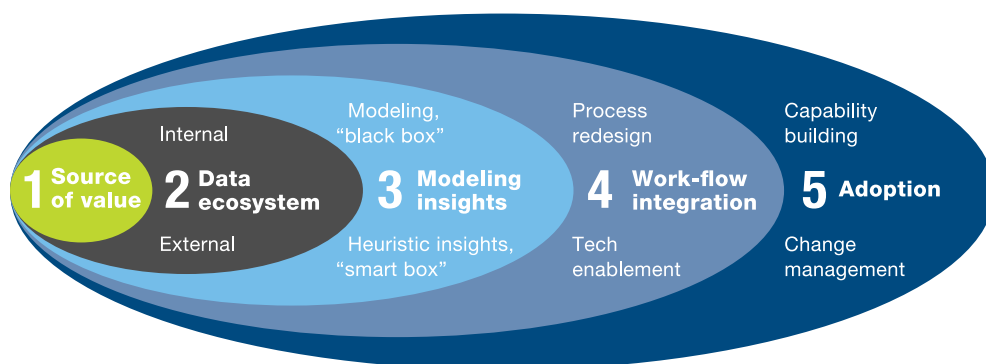 1 Source
of value
Internal
2 Data
ecosystem
External
Modeling,
“black box”
3 Modeling
insights
Heuristic insights,
“smart box”
Process
redesign
4 Work-flow
integration
Tech
enablement
Capability
building
5 Adoption
Change
management